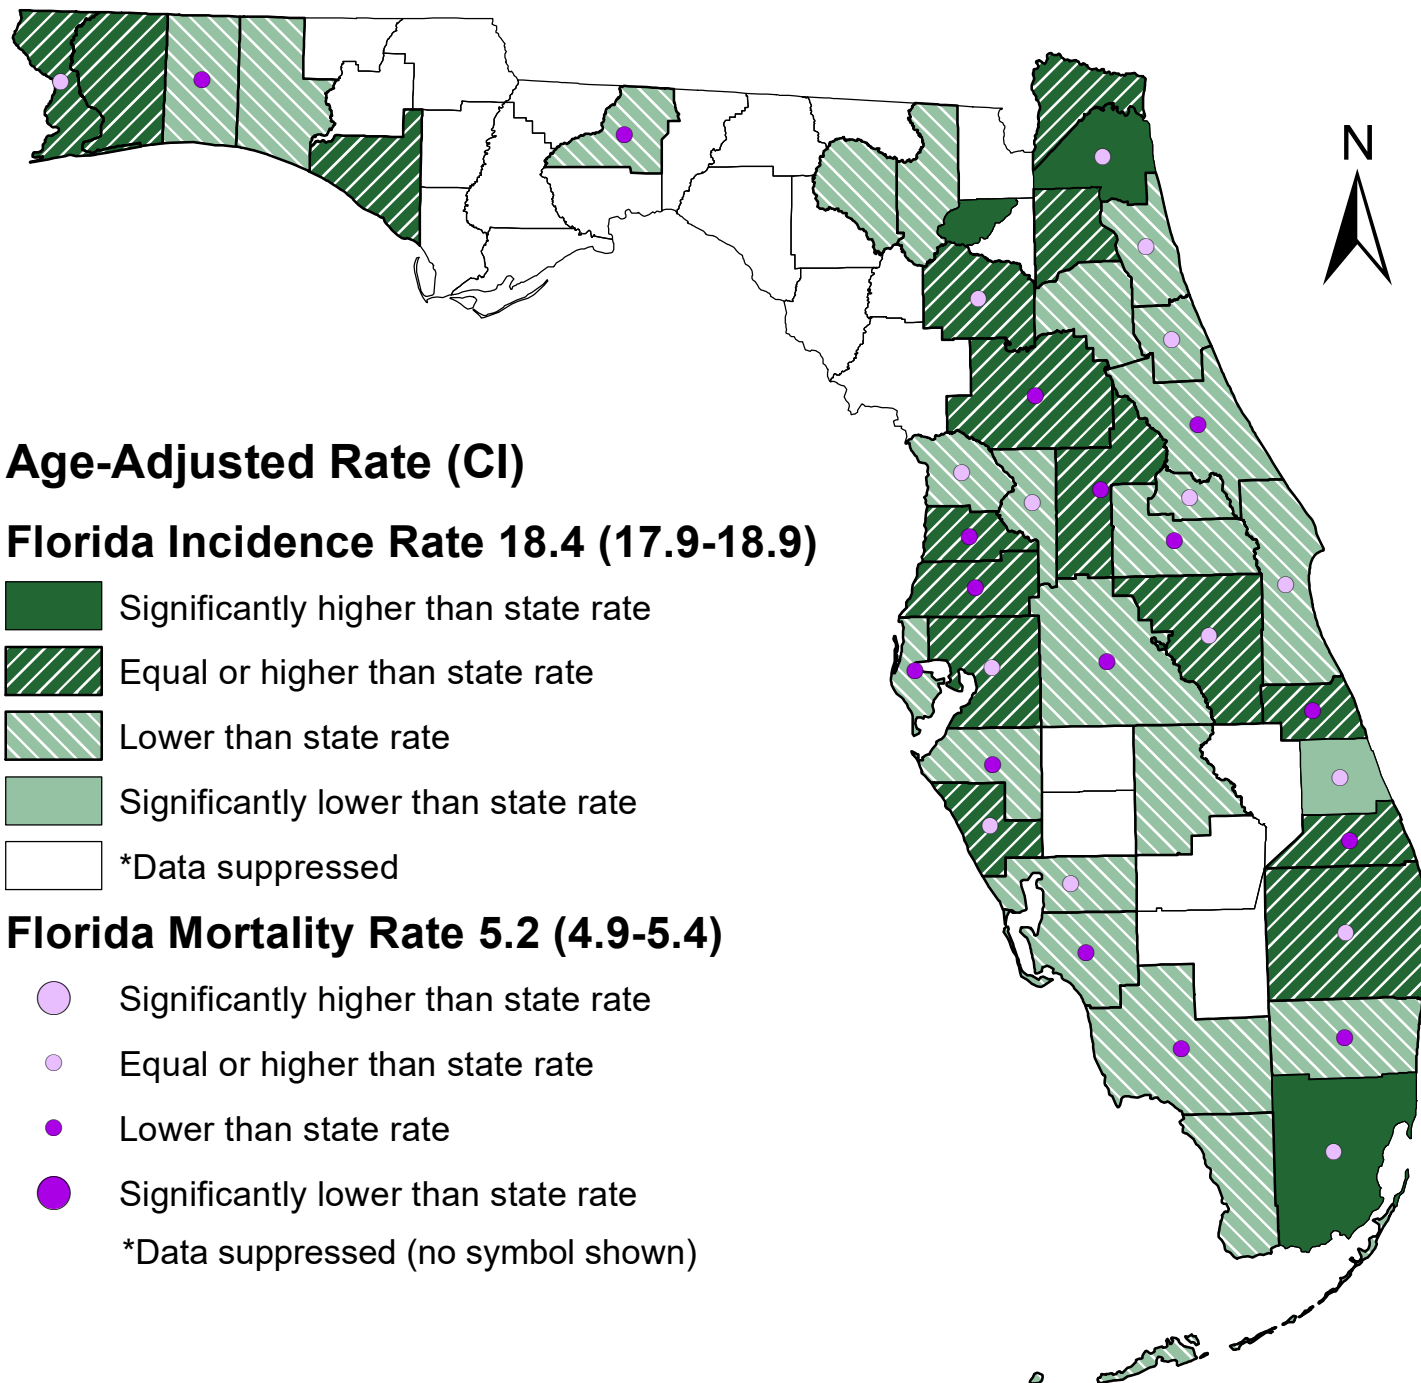 N
Age-Adjusted Rate (CI)
Florida Incidence Rate 18.4 (17.9-18.9)
Significantly higher than state rate
Equal or higher than state rate
Lower than state rate
Significantly lower than state rate
*Data suppressed
Florida Mortality Rate 5.2 (4.9-5.4)
Significantly higher than state rate
Equal or higher than state rate
Lower than state rate
Significantly lower than state rate
*Data suppressed (no symbol shown)